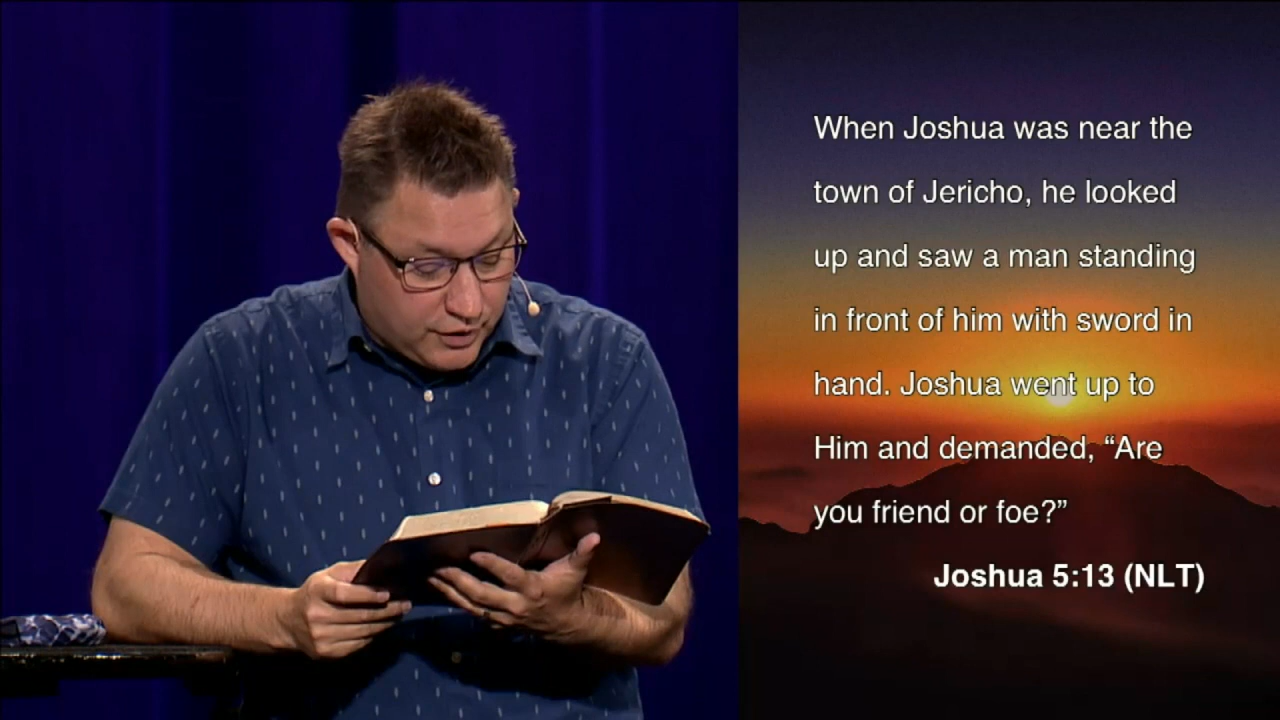 When Joshua was near the
town of Jericho, he looked
up and saw a man standing
in front of him with sword in
hand. Joshua went up to
Him and demanded, “Are
you friend or foe?”
Joshua 5:13 (NLT)